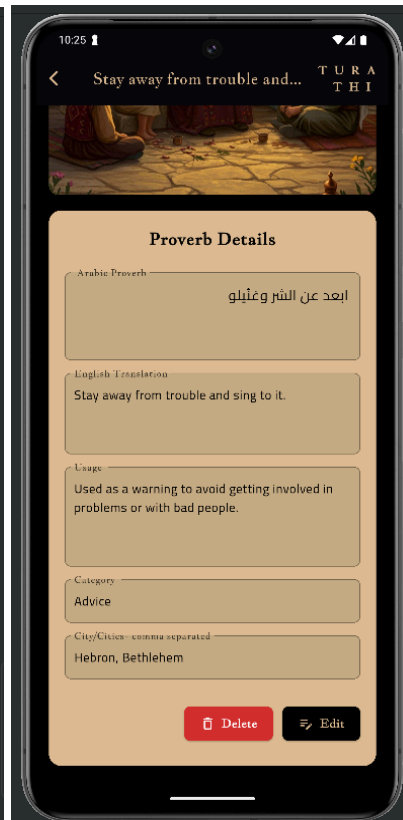 10:25
Stay away from trouble and...
TURA
THI
Proverb Details
Arabic Proverb
ابعد عن الشر وغنّيلو
English Translation
Stay away from trouble and sing to it.
Usage
Used as a warning to avoid getting involved in
problems or with bad people.
Category
Advice
City/Cities- comma separated
Hebron, Bethlehem
Delete
Edit